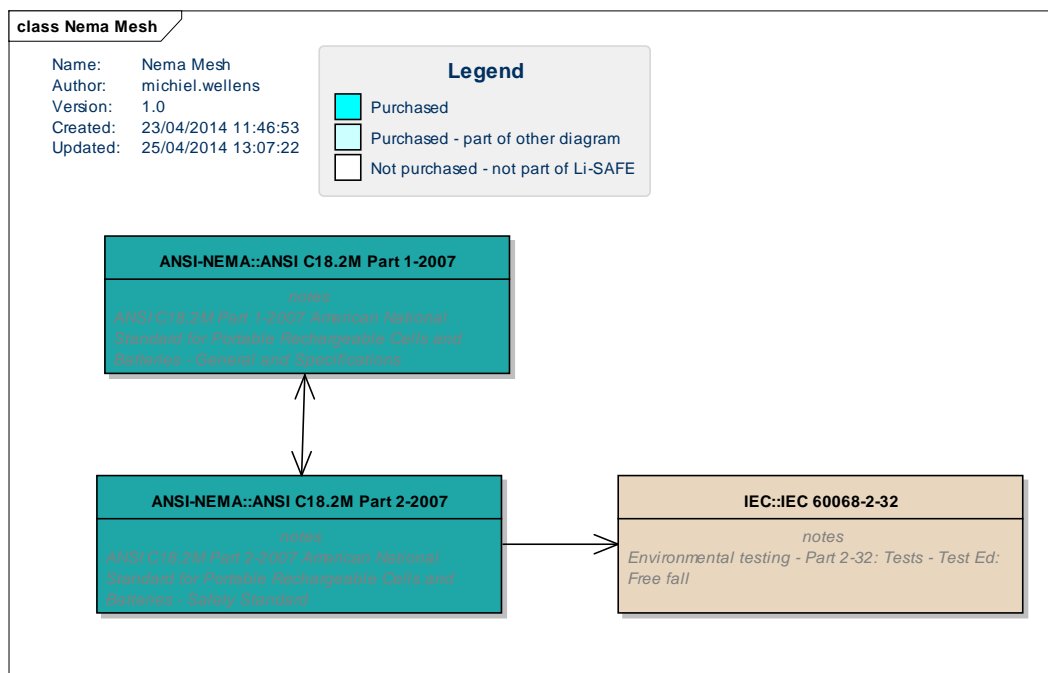 class Nema Mesh
Name: Nema Mesh
Author: michiel.wellens
Version: 1.0
Created: 23/04/2014 11:46:53
Updated: 25/04/2014 13:07:22
Legend
Purchased
Purchased - part of other diagram
Not purchased - not part of Li-SAFE
ANSI-NEMA::ANSI C18.2M Part 1-2007
notes
ANSI C18.2M Part 1-2007 American National
Standard for Portable Rechargeable Cells and
Batteries - General and Specifications
ANSI-NEMA::ANSI C18.2M Part 2-2007
notes
ANSI C18.2M Part 2-2007 American National
Standard for Portable Rechargeable Cells and
Batteries - Safety Standard
IEC::IEC 60068-2-32
notes
Environmental testing - Part 2-32: Tests - Test Ed:
Free fall